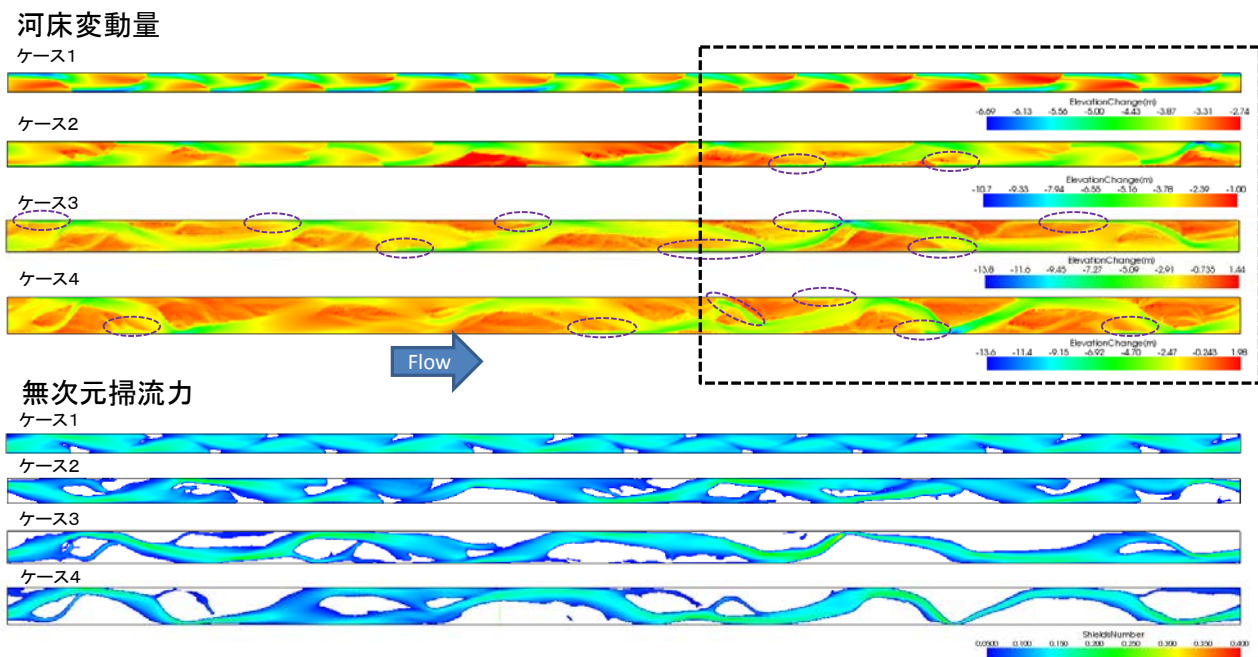 河床変動量
ケース1
ElevationChange(m)
-6.69 -6.13 -5.56 -5.00 -4.43 -3.87 -3.31 -2.74
ケース2
ElevationChange(m)
-10.7 -9.33 -7.94 -6.55 -5.16 -3.78 -2.39 -1.00
ケース3
ElevationChange(m)
-13.8 -11.6 -9.45 -7.27 -5.09 -2.91 -0.735 1.44
ケース4
ElevationChange(m)
-13.6 -11.4 -9.15 -6.92 -4.70 -2.47 -0.243 1.98
Flow
無次元掃流力
ケース1
ケース2
ケース3
ケース4
ShieldsNumber
0.0500 0.100 0.150 0.200 0.250 0.300 0.350 0.400